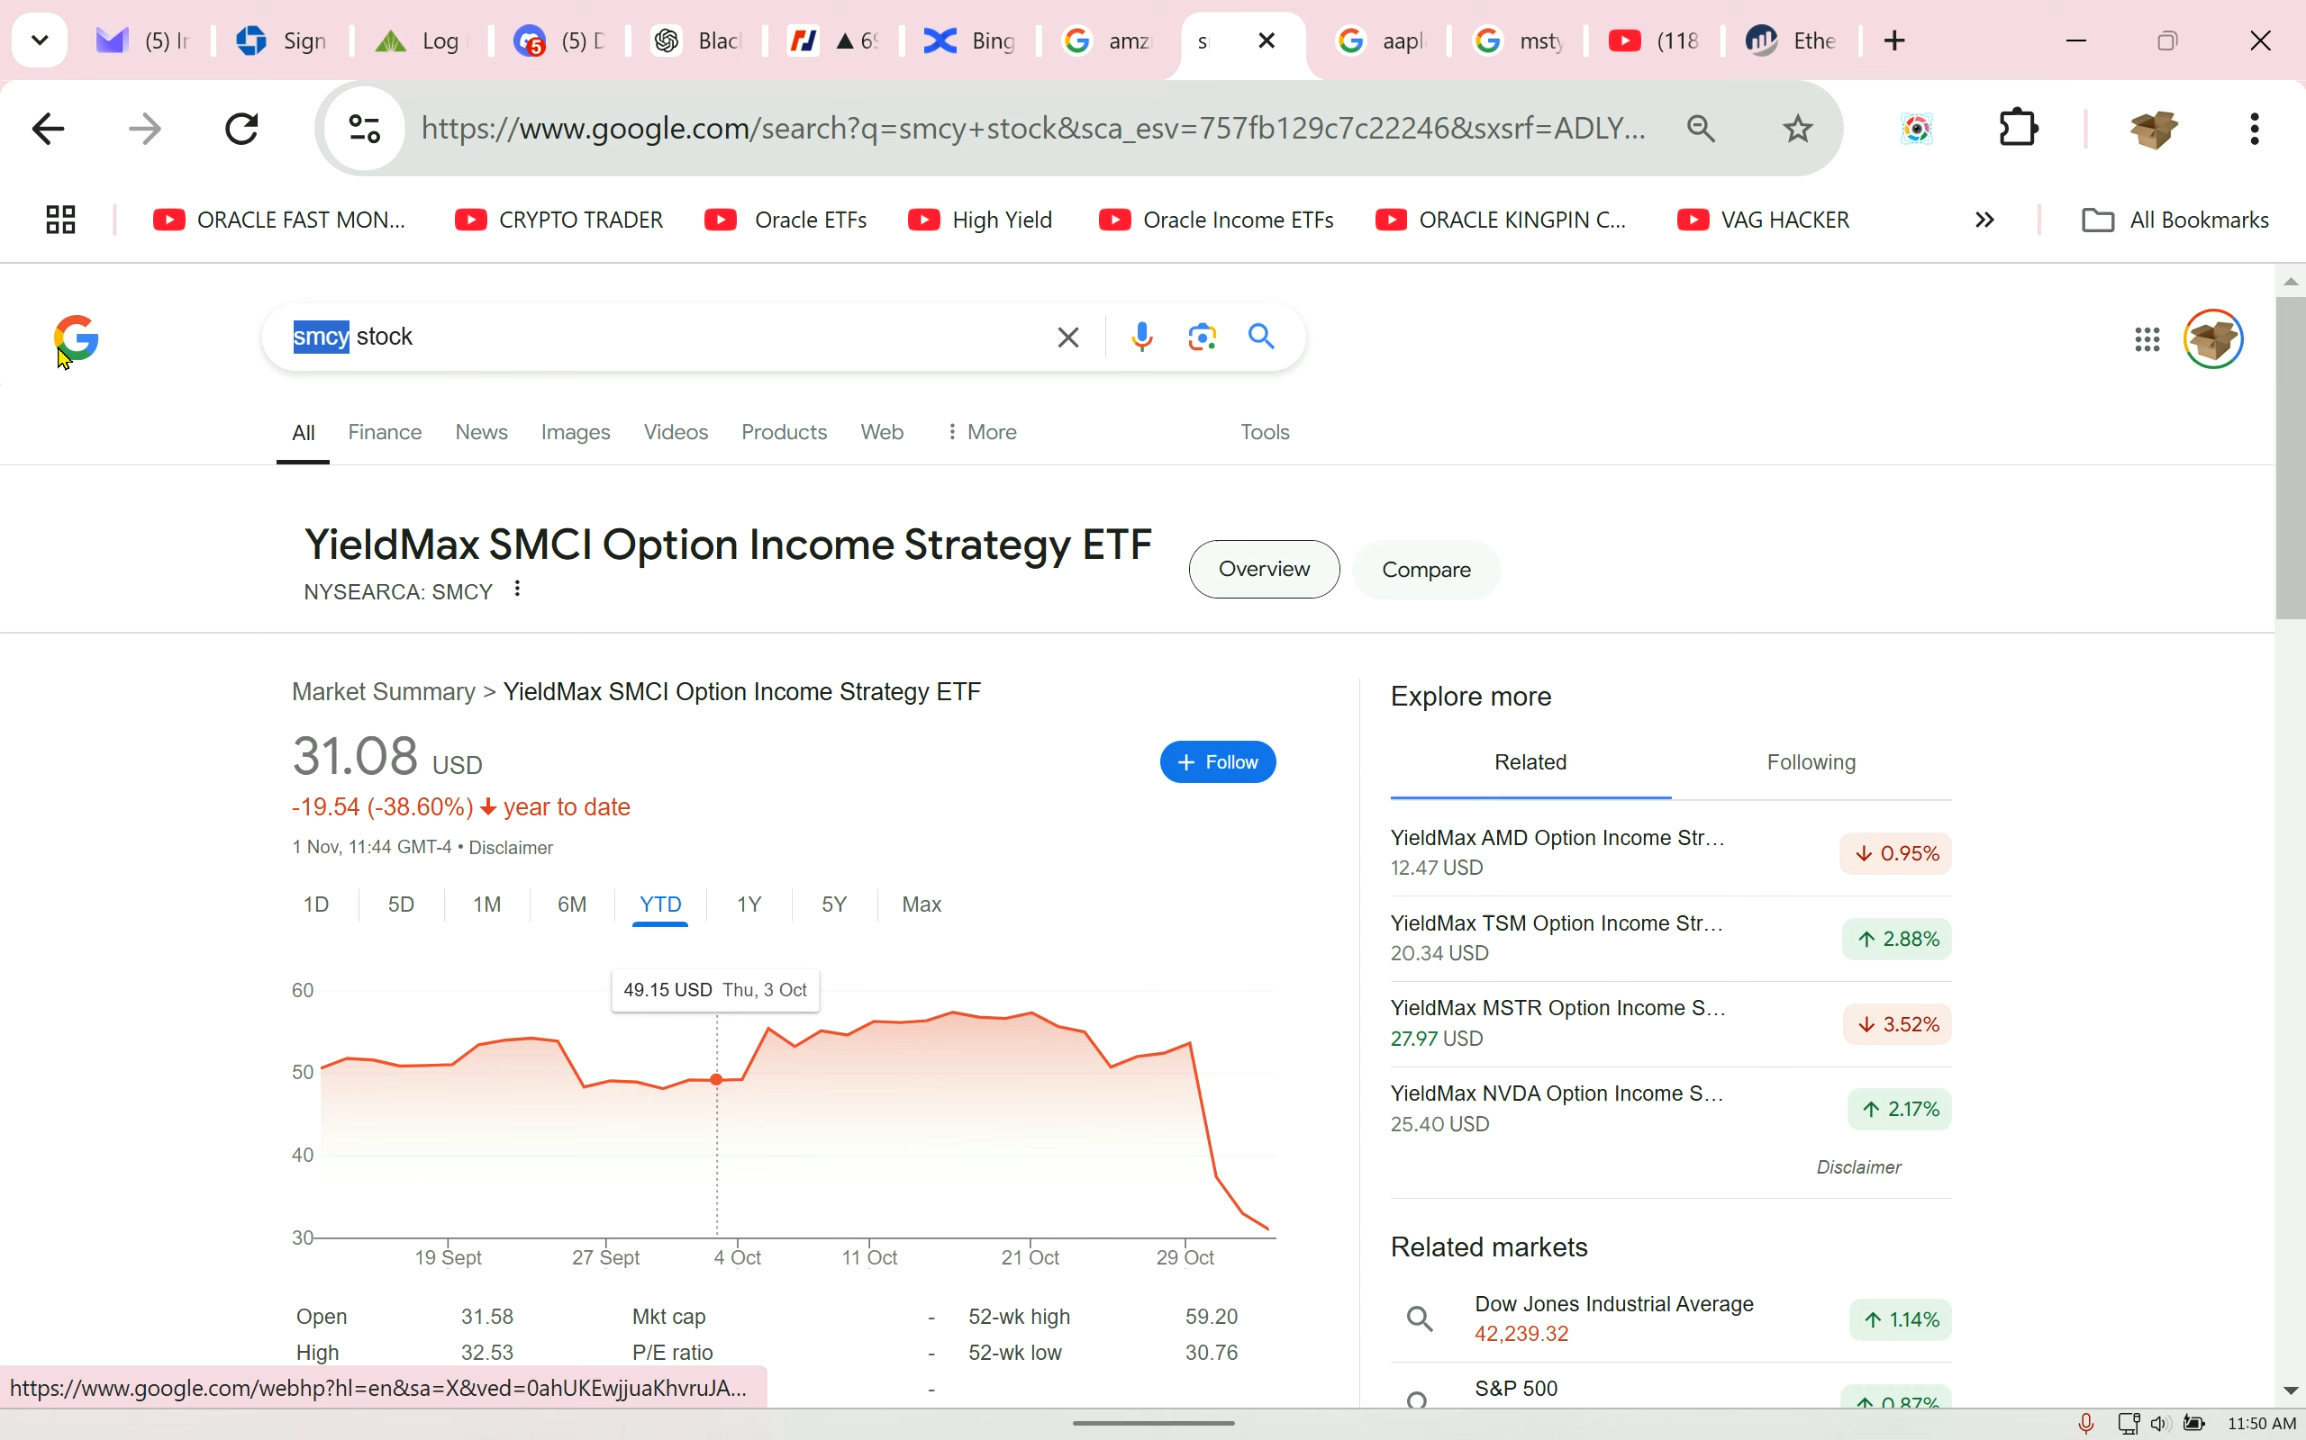 (5) Ir
Sign
Log
(5) D
Blac
▲ 6
Bing
amz
s
aapl
msty
(118
Ethe
https://www.google.com/search?q=smcy+stock&sca_esv=757fb129c7c22246&sxsrf=ADLY...
ORACLE FAST MON...
CRYPTO TRADER
Oracle ETFs
High Yield
Oracle Income ETFs
ORACLE KINGPIN C...
VAG HACKER
All Bookmarks
smcy stock
All Finance News Images Videos Products Web More Tools
YieldMax SMCI Option Income Strategy ETF
NYSEARCA: SMCY
Overview
Compare
Market Summary > YieldMax SMCI Option Income Strategy ETF
31.08 USD
+ Follow
-19.54 (-38.60%) ↓ year to date
1 Nov, 11:44 GMT-4 • Disclaimer
1D 5D 1M 6M YTD 1Y 5Y Max
49.15 USD Thu, 3 Oct
60
50
40
30
19 Sept 27 Sept 4 Oct 11 Oct 21 Oct 29 Oct
Open 31.58 Mkt cap - 52-wk high 59.20
High 32.53 P/E ratio - 52-wk low 30.76
-
Explore more
Related Following
YieldMax AMD Option Income Str...
12.47 USD
↓ 0.95%
YieldMax TSM Option Income Str...
20.34 USD
↑ 2.88%
YieldMax MSTR Option Income S...
27.97 USD
↓ 3.52%
YieldMax NVDA Option Income S...
25.40 USD
↑ 2.17%
Disclaimer
Related markets
Dow Jones Industrial Average
42,239.32
↑ 1.14%
S&P 500
↑ 0.87%
https://www.google.com/webhp?hl=en&sa=X&ved=0ahUKEwjjuaKhvruJA...
11:50 AM